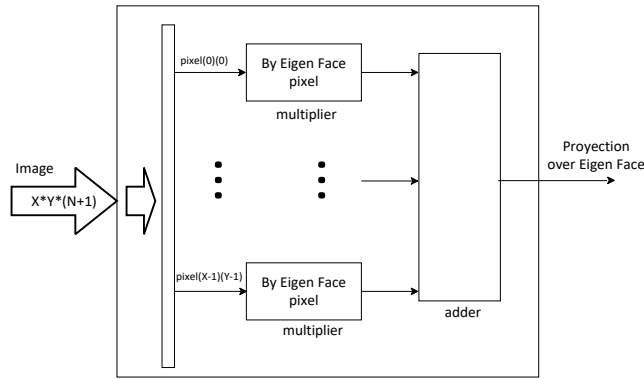 pixel(0)(0)
By Eigen Face
pixel
multiplier
Image
X*Y*(N+1)
Proyection
over Eigen Face
pixel(X-1)(Y-1)
By Eigen Face
pixel
multiplier
adder